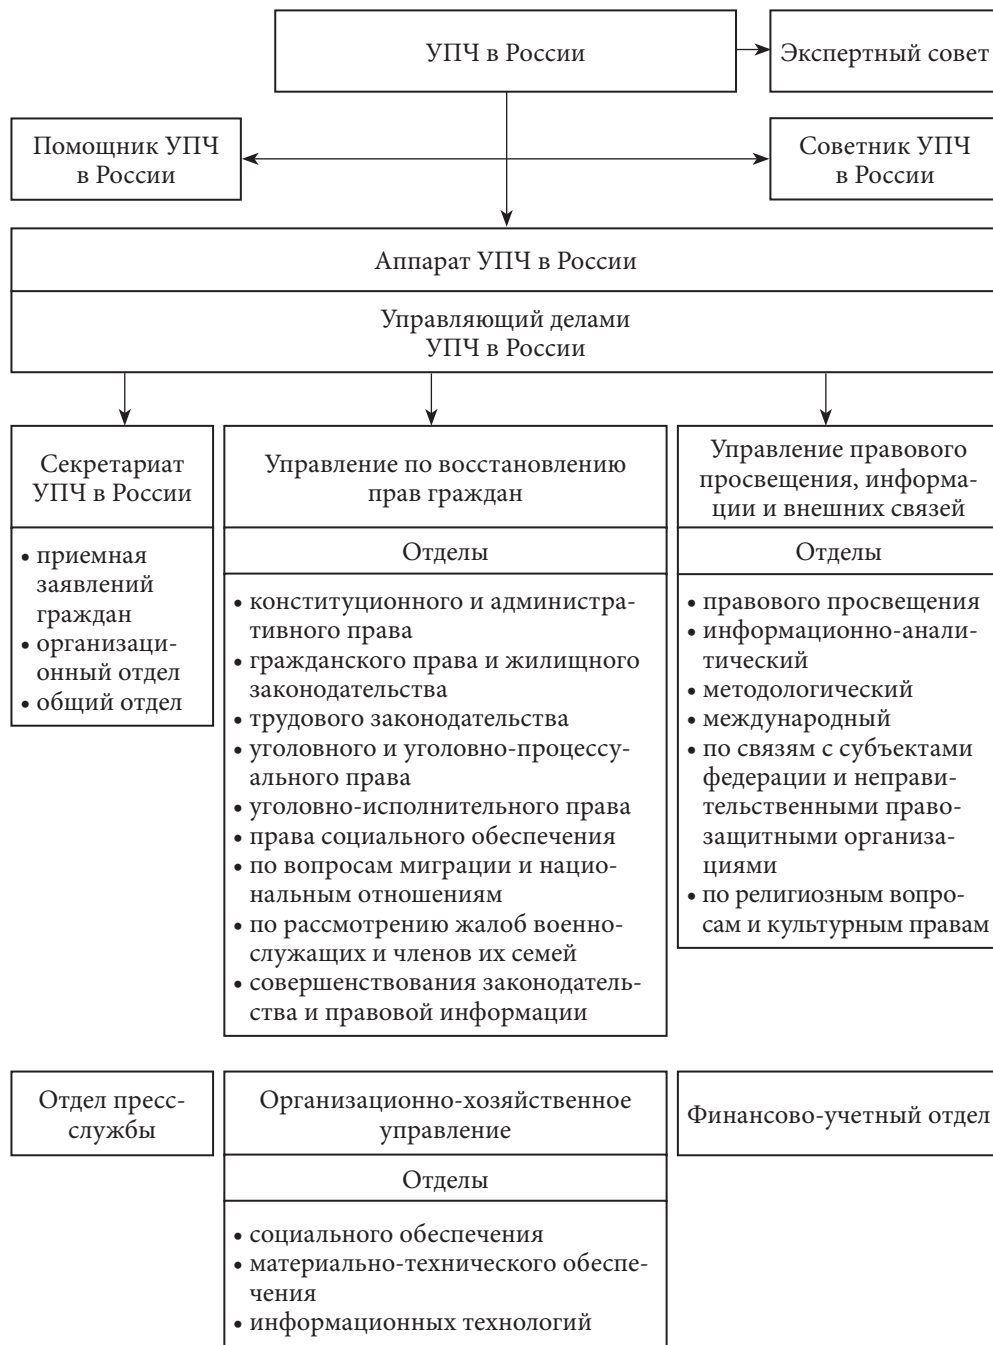 УПЧ в России
Экспертный совет
Помощник УПЧ
в России
Советник УПЧ
в России
Аппарат УПЧ в России
Управляющий делами
УПЧ в России
Секретариат
УПЧ в России
• приемная
заявлений
граждан
• организаци-
онный отдел
• общий отдел
Управление по восстановлению
прав граждан
Отделы
• конституционного и административ-
тивного права
• гражданского права и жилищного
законодательства
• трудового законодательства
• уголовного и уголовно-процессу-
ального права
• уголовно-исполнительного права
• права социального обеспечения
• по вопросам миграции и нацио-
нальным отношениям
• по рассмотрению жалоб военно-
служащих и членов их семей
• совершенствования законодатель-
ства и правовой информации
Управление правового
просвещения, информа-
ции и внешних связей
Отделы
• правового просвещения
• информационно-анали-
тический
• методологический
• международный
• по связям с субъектами
федерации и неправи-
тельственными право-
защитными организа-
циями
• по религиозным вопро-
сам и культурным правам
Отдел пресс-
службы
Организационно-хозяйственное
управление
Отделы
• социального обеспечения
• материально-технического обеспе-
чения
• информационных технологий
Финансово-учетный отдел